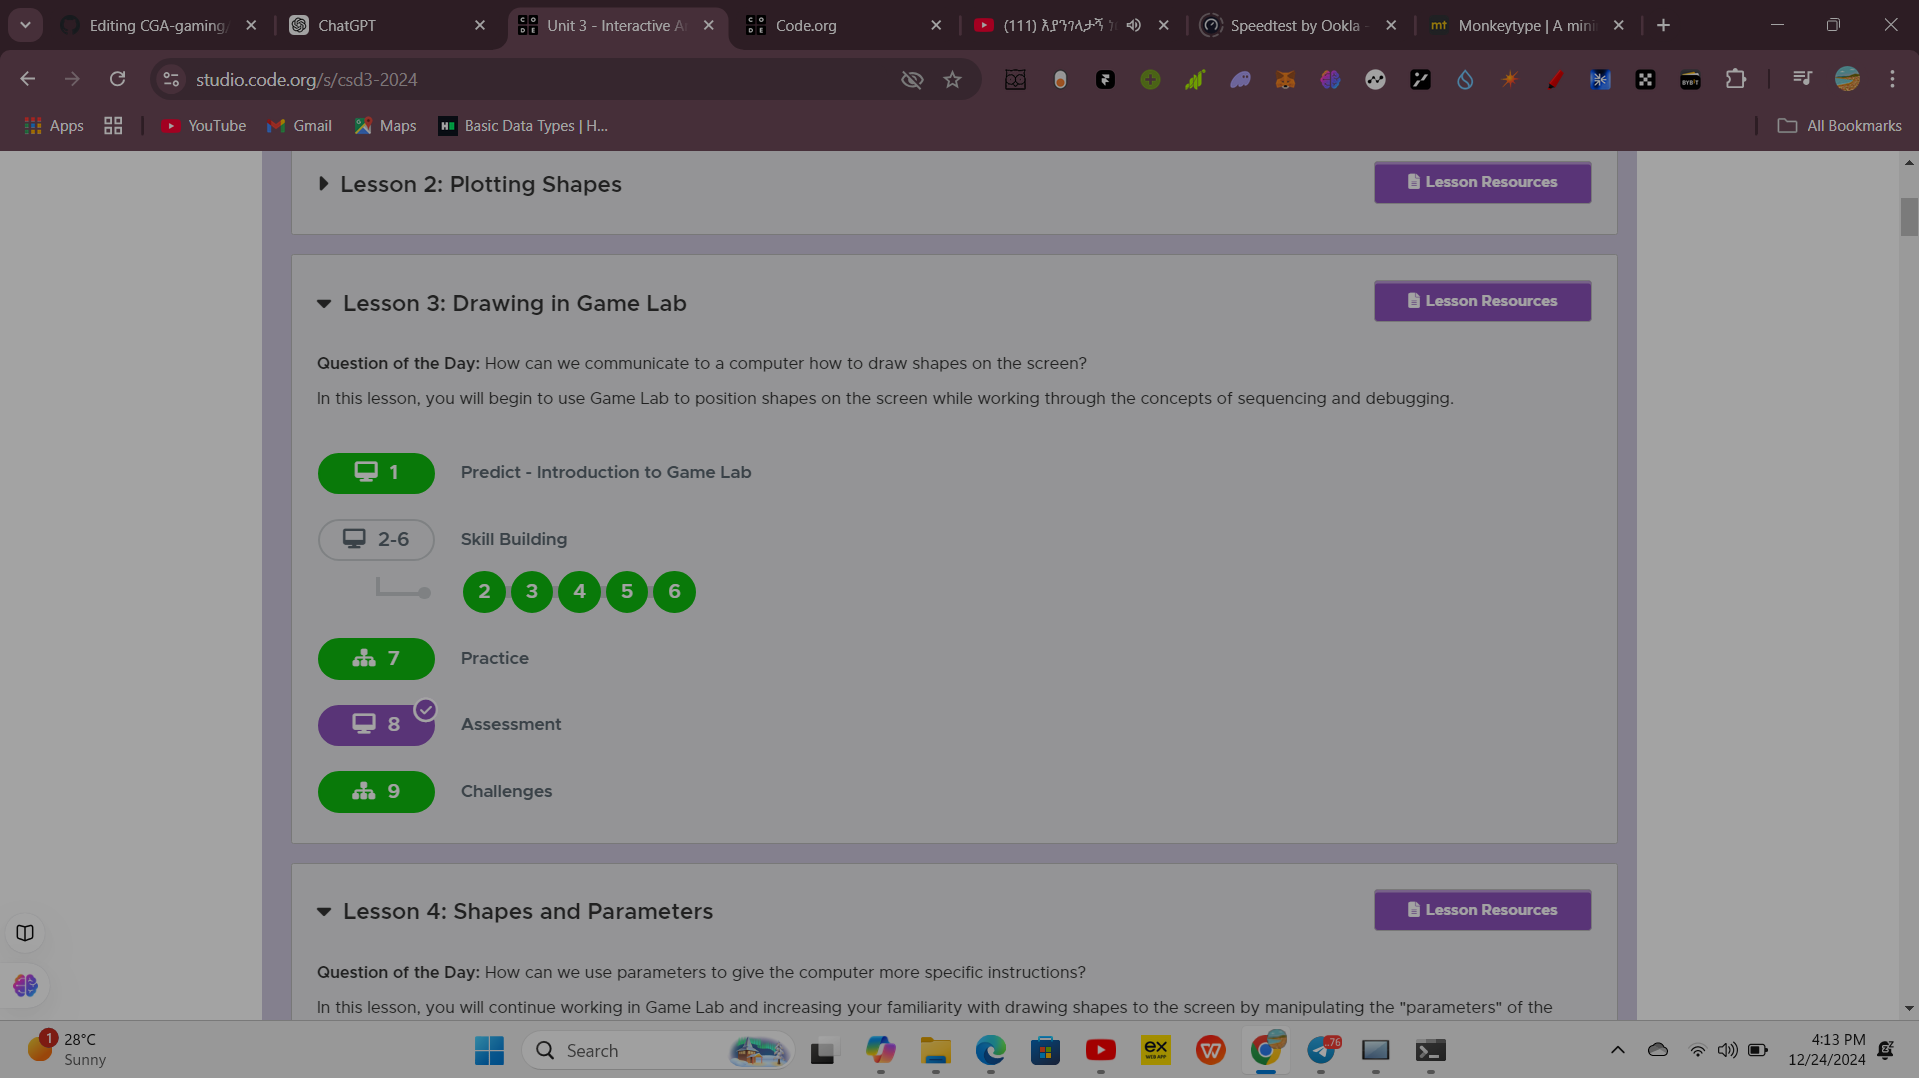 Editing CGA-gaming/
ChatGPT
Unit 3 - Interactive A
Code.org
(111) እያንገላታኝ ነ
Speedtest by Ookla -
mt Monkeytype | A mini
studio.code.org/s/csd3-2024
Apps
YouTube
Gmail
Maps
Basic Data Types | H...
All Bookmarks
Lesson 2: Plotting Shapes
Lesson Resources
Lesson 3: Drawing in Game Lab
Lesson Resources
Question of the Day: How can we communicate to a computer how to draw shapes on the screen?
In this lesson, you will begin to use Game Lab to position shapes on the screen while working through the concepts of sequencing and debugging.
1 Predict - Introduction to Game Lab
2-6 Skill Building
2 3 4 5 6
7 Practice
8 Assessment
9 Challenges
Lesson 4: Shapes and Parameters
Lesson Resources
Question of the Day: How can we use parameters to give the computer more specific instructions?
In this lesson, you will continue working in Game Lab and increasing your familiarity with drawing shapes to the screen by manipulating the "parameters" of the
1
28°C
Sunny
Search
ex
WEB APP
76
4:13 PM
12/24/2024